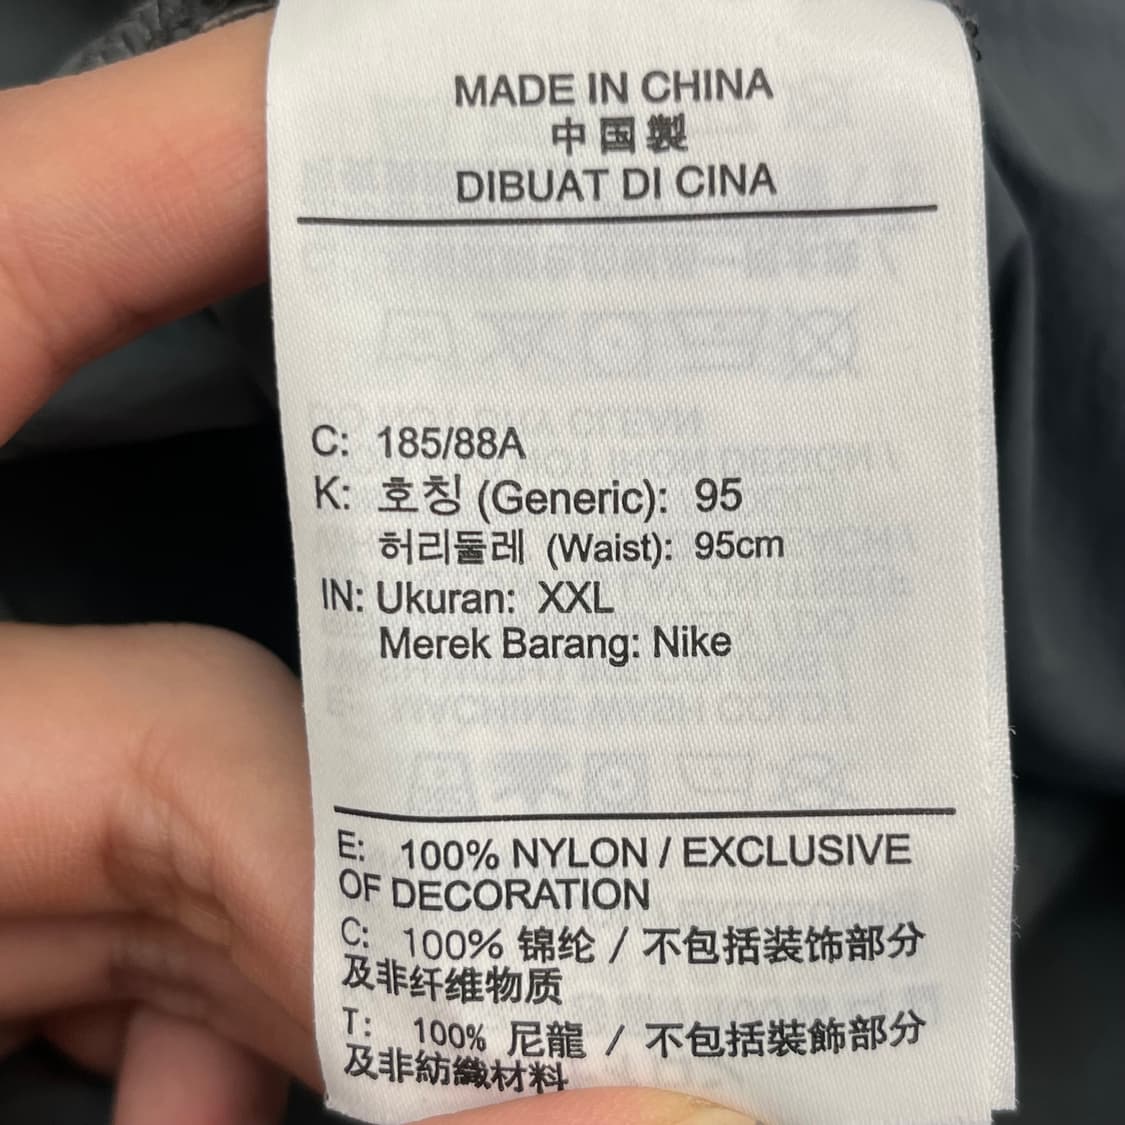 MADE IN CHINA
中国製
DIBUAT DI CINA
C: 185/88A
K: 호칭 (Generic): 95
허리둘레 (Waist): 95cm
IN: Ukuran: XXL
Merek Barang: Nike
E: 100% NYLON / EXCLUSIVE
OF DECORATION
C: 100% 锦纶 / 不包括装饰部分
及非纤维物质
T: 100% 尼龍 / 不包括裝飾部分
及非紡織材料